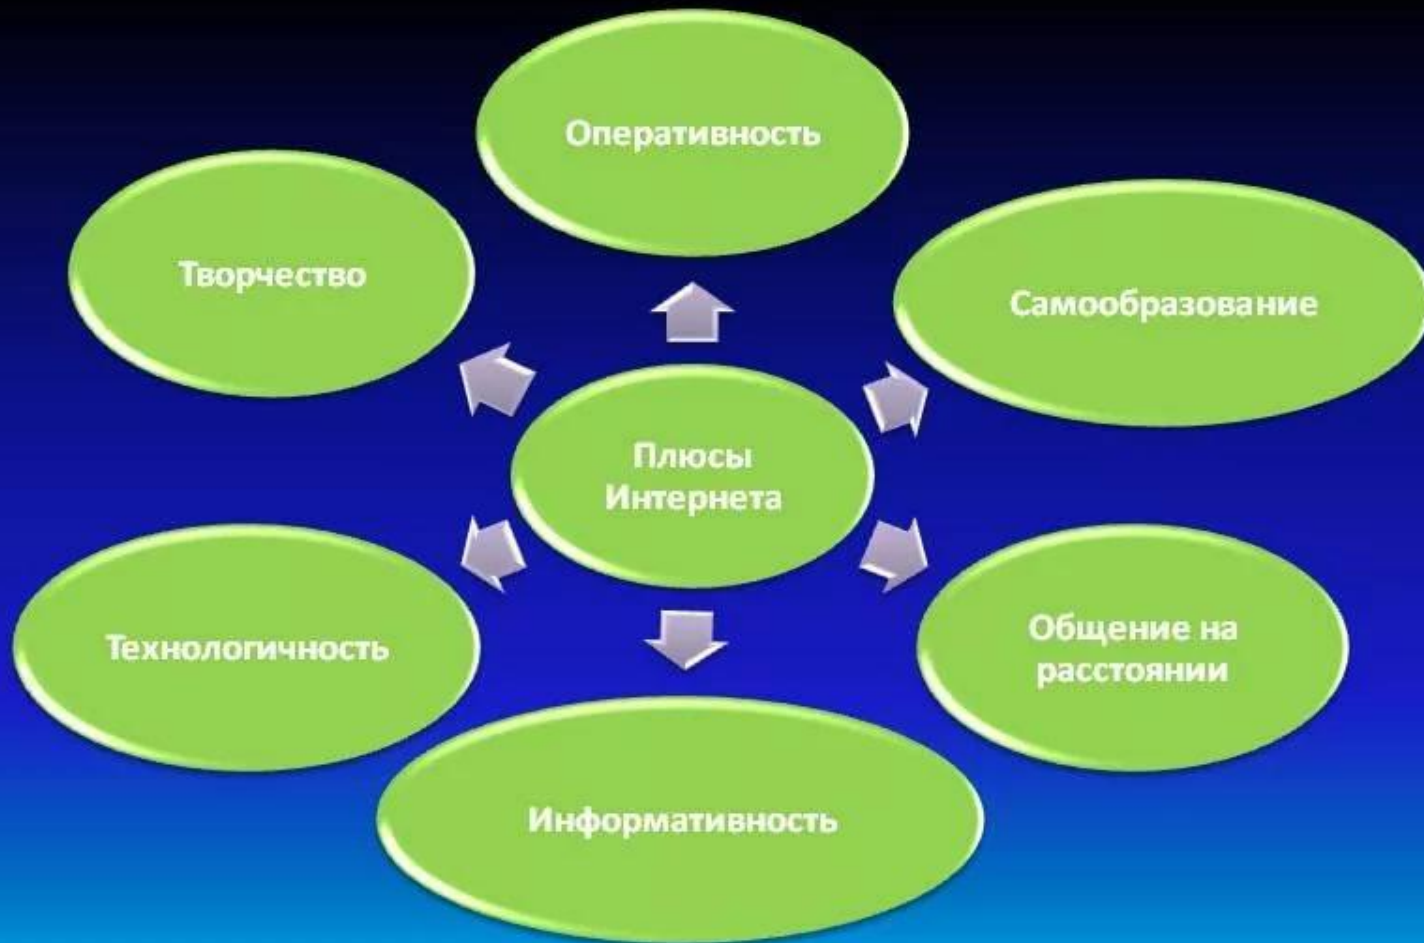 Оперативность
Творчество
Самообразование
Плюсы
Интернета
Технологичность
Общение на
расстоянии
Информативность